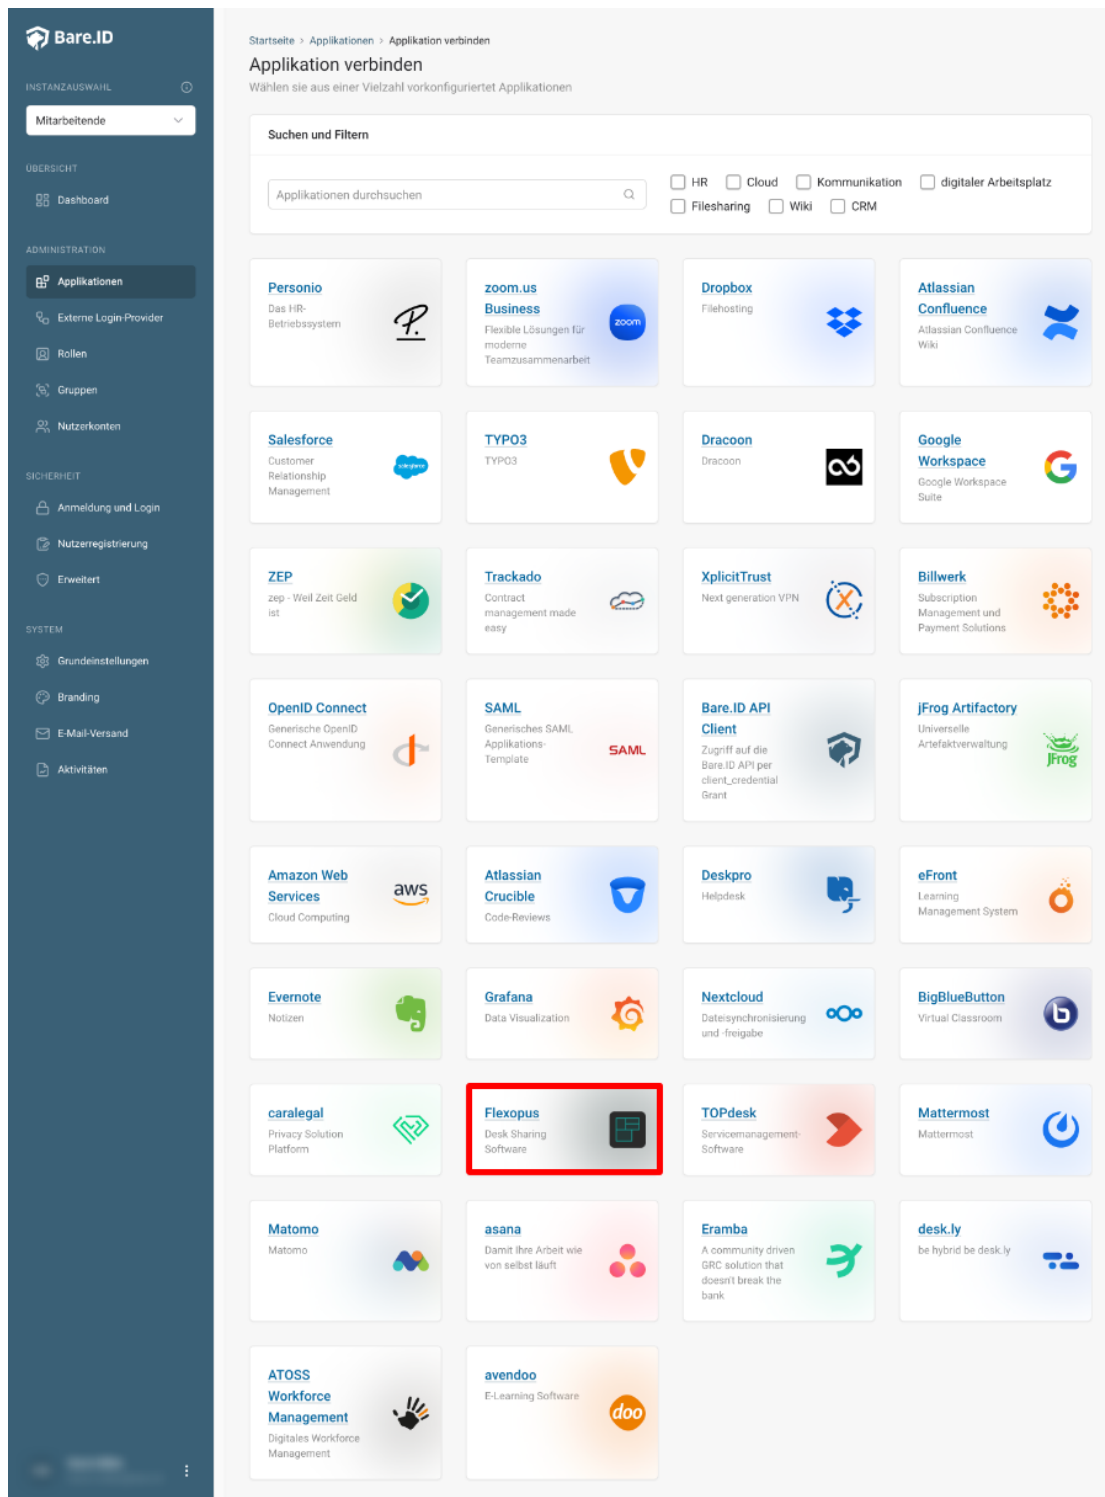 Bare.ID
INSTANZAUSWAHL
Mitarbeitende
ÜBERSICHT
Dashboard
ADMINISTRATION
Applikationen
Externe Login-Provider
Rollen
Gruppen
Nutzerkonten
SICHERHEIT
Anmeldung und Login
Nutzerregistrierung
Erweitert
SYSTEM
Grundeinstellungen
Branding
E-Mail-Versand
Aktivitäten
Startseite > Applikationen > Applikation verbinden
Applikation verbinden
Wählen sie aus einer Vielzahl vorkonfiguriertet Applikationen
Suchen und Filtern
Applikationen durchsuchen
HR Cloud Kommunikation digitaler Arbeitsplatz
Filesharing Wiki CRM
Personio
Das HR-
Betriebssystem
zoom.us
Business
Flexible Lösungen für
moderne
Teamzusammenarbeit
zoom
Dropbox
Filehosting
Atlassian
Confluence
Atlassian Confluence
Wiki
Salesforce
Customer
Relationship
Management
salesforce
TYPO3
TYPO3
Dracoon
Dracoon
Google
Workspace
Google Workspace
Suite
ZEP
zep - Weil Zeit Geld
ist
Trackado
Contract
management made
easy
XplicitTrust
Next generation VPN
Billwerk
Subscription
Management und
Payment Solutions
OpenID Connect
Generische OpenID
Connect Anwendung
SAML
Generisches SAML
Applikations-
Template
SAML
Bare.ID API
Client
Zugriff auf die
Bare.ID API per
client_credential
Grant
jFrog Artifactory
Universelle
Artefaktverwaltung
JFrog
Amazon Web
Services
Cloud Computing
aws
Atlassian
Crucible
Code-Reviews
Deskpro
Helpdesk
eFront
Learning
Management System
Evernote
Notizen
Grafana
Data Visualization
Nextcloud
Dateisynchronisierung
und -freigabe
BigBlueButton
Virtual Classroom
b
caralegal
Privacy Solution
Platform
Flexopus
Desk Sharing
Software
TOPdesk
Servicemanagement-
Software
Mattermost
Mattermost
Matomo
Matomo
asana
Damit Ihre Arbeit wie
von selbst läuft
Eramba
A community driven
GRC solution that
doesn't break the
bank
desk.ly
be hybrid be desk.ly
ATOSS
Workforce
Management
Digitales Workforce
Management
avendoo
E-Learning Software
doo